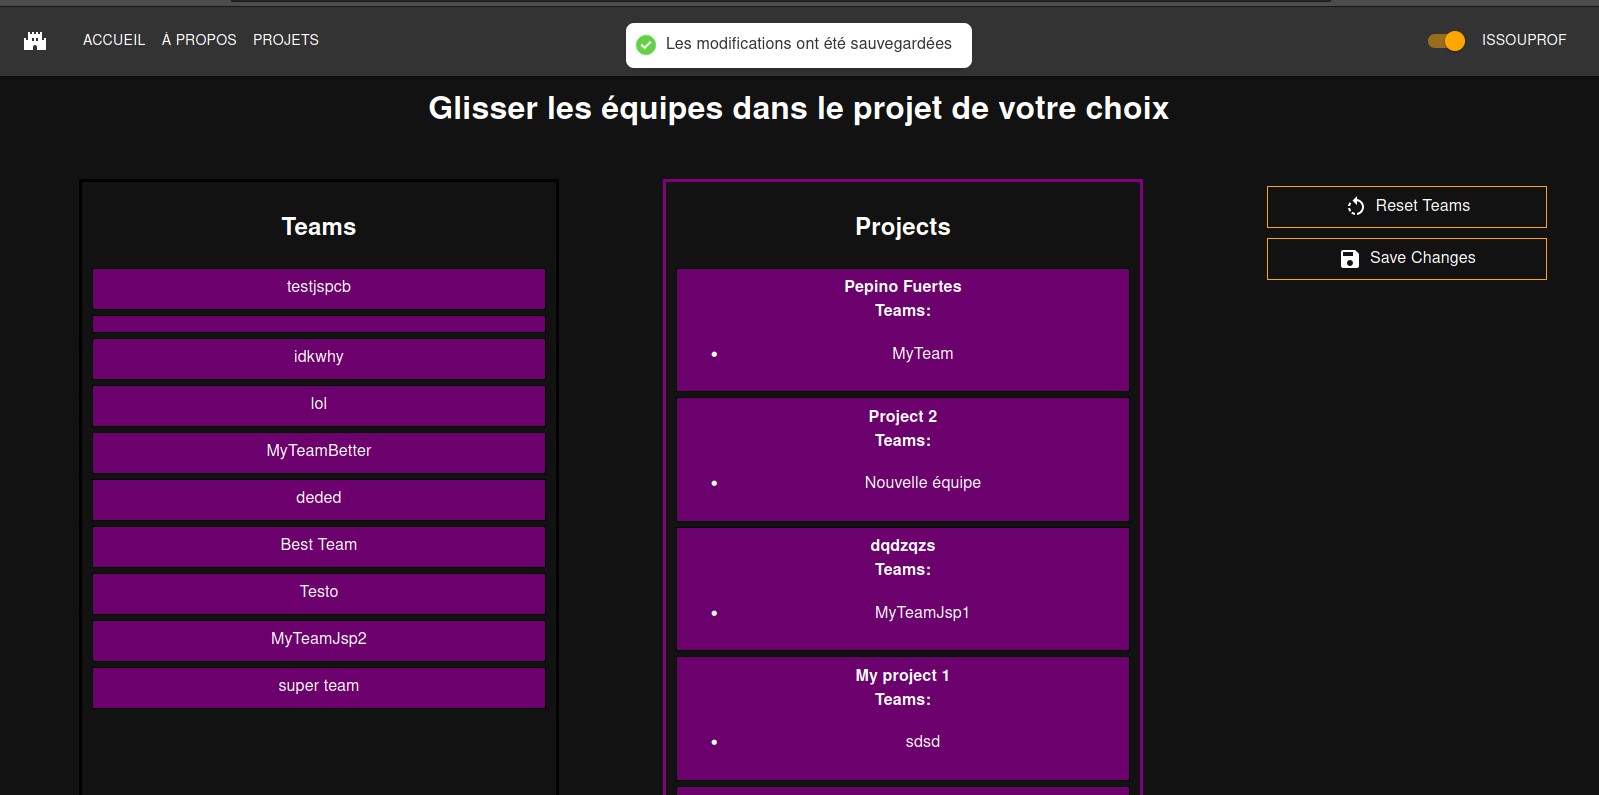 ACCUEIL À PROPOS PROJETS
Les modifications ont été sauvegardées
ISSOUPROF
Glisser les équipes dans le projet de votre choix
Teams
testjspcb
idkwhy
lol
MyTeamBetter
deded
Best Team
Testo
MyTeamJsp2
super team
Projects
Pepino Fuertes
Teams:
• MyTeam
Project 2
Teams:
• Nouvelle équipe
dqdzqzs
Teams:
• MyTeamJsp1
My project 1
Teams:
• sdsd
Reset Teams
Save Changes